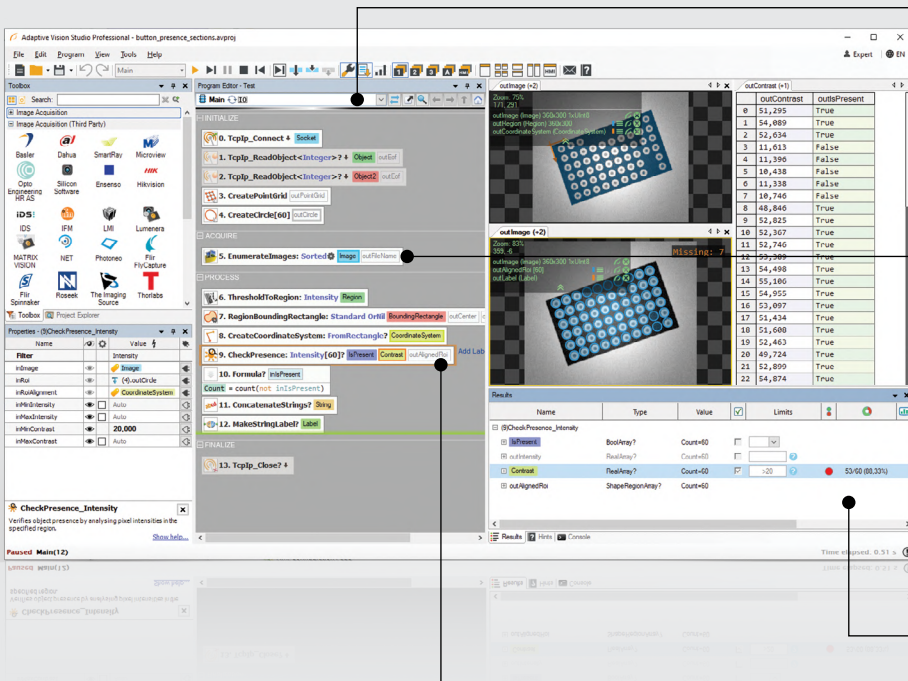 Adaptive Vision Studio Professional - button_presence_sections.avproj
File Edit Program View Tools Help
Expert EN
Main
Toolbox
Search:
Image Acquisition
Image Acquisition (Third Party)
Basler Dahua SmartRay Microview
Opto Engineering HR AS Silicon Software Ensenso Hikvision
IDS IFM LMI Lumenera
MATRIX VISION NET Photoneo Flir FlyCapture
Flir Spinnaker Roseek The Imaging Source Thorlabs
Toolbox Project Explorer
Properties - (9)CheckPresence_Intensity
Name Value
Filter Intensity
inImage Image
inRoi (4).outCircle
inRoiAlignment CoordinateSystem
inMinIntensity Auto
inMaxIntensity Auto
inMinContrast 20,000
inMaxContrast Auto
CheckPresence_Intensity
Verifies object presence by analysing pixel intensities in the
specified region.
Show help...
Paused Main(12)
Program Editor - Test
Main IO
INITIALIZE
0. TcpIp_Connect Socket
1. TcpIp_ReadObject<Integer>? Object outEof
2. TcpIp_ReadObject<Integer>? Object2 outEof
3. CreatePointGrid outPointGrid
4. CreateCircle[60] outCircle
ACQUIRE
5. EnumerateImages: Sorted Image outFileName
PROCESS
6. ThresholdToRegion: Intensity Region
7. RegionBoundingRectangle: Standard OrNil BoundingRectangle outCenter
8. CreateCoordinateSystem: FromRectangle? CoordinateSystem
9. CheckPresence: Intensity[60]? IsPresent Contrast outAlignedRoi Add Lab
10. Formula? inIsPresent
Count = count(not inIsPresent)
11. ConcatenateStrings? String
12. MakeStringLabel? Label
FINALIZE
13. TcpIp_Close?
outImage (+2)
Zoom: 75%
171, 291
outImage (Image) 360x300 1xUInt8
outRegion (Region) 360x300
outCoordinateSystem (CoordinateSystem)
outImage (+2)
Zoom: 83%
359, -6
outImage (Image) 360x300 1xUInt8
outAlignedRoi [60]
outLabel (Label)
Missing: 7
outContrast (+1)
outContrast outIsPresent
0 51,295 True
1 54,089 True
2 52,634 True
3 11,613 False
4 11,396 False
5 10,438 False
6 11,338 False
7 10,746 False
8 48,846 True
9 52,825 True
10 52,367 True
11 52,746 True
12 53,389 True
13 54,498 True
14 55,106 True
15 54,955 True
16 53,097 True
17 51,434 True
18 51,608 True
19 52,463 True
20 49,724 True
21 52,899 True
22 54,874 True
Results
Name Type Value Limits
(9)CheckPresence_Intensity
IsPresent BoolArray? Count=60
outIntensity RealArray? Count=60
Contrast RealArray? Count=60 >20 53/60 (88,33%)
outAlignedRoi ShapeRegionArray? Count=60
Results Hints Console
Time elapsed: 0.51 s